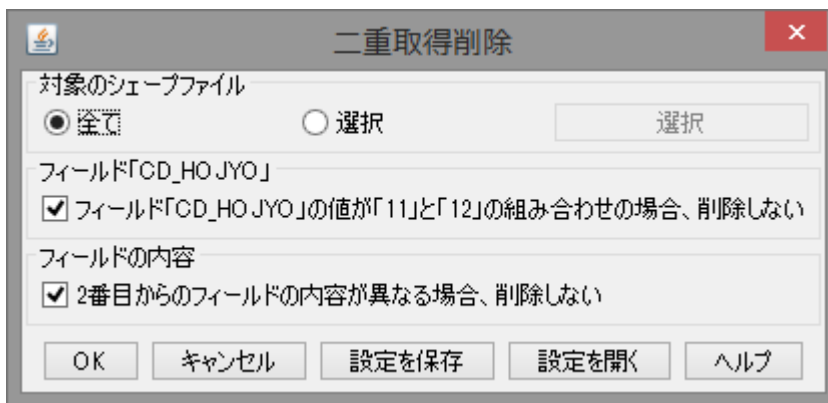 二重取得削除
対象のシェープファイル
全て 選択 選択
フィールド「CD_HOJYO」
フィールド「CD_HOJYO」の値が「11」と「12」の組み合わせの場合、削除しない
フィールドの内容
2番目からのフィールドの内容が異なる場合、削除しない
OK キャンセル 設定を保存 設定を開く ヘルプ